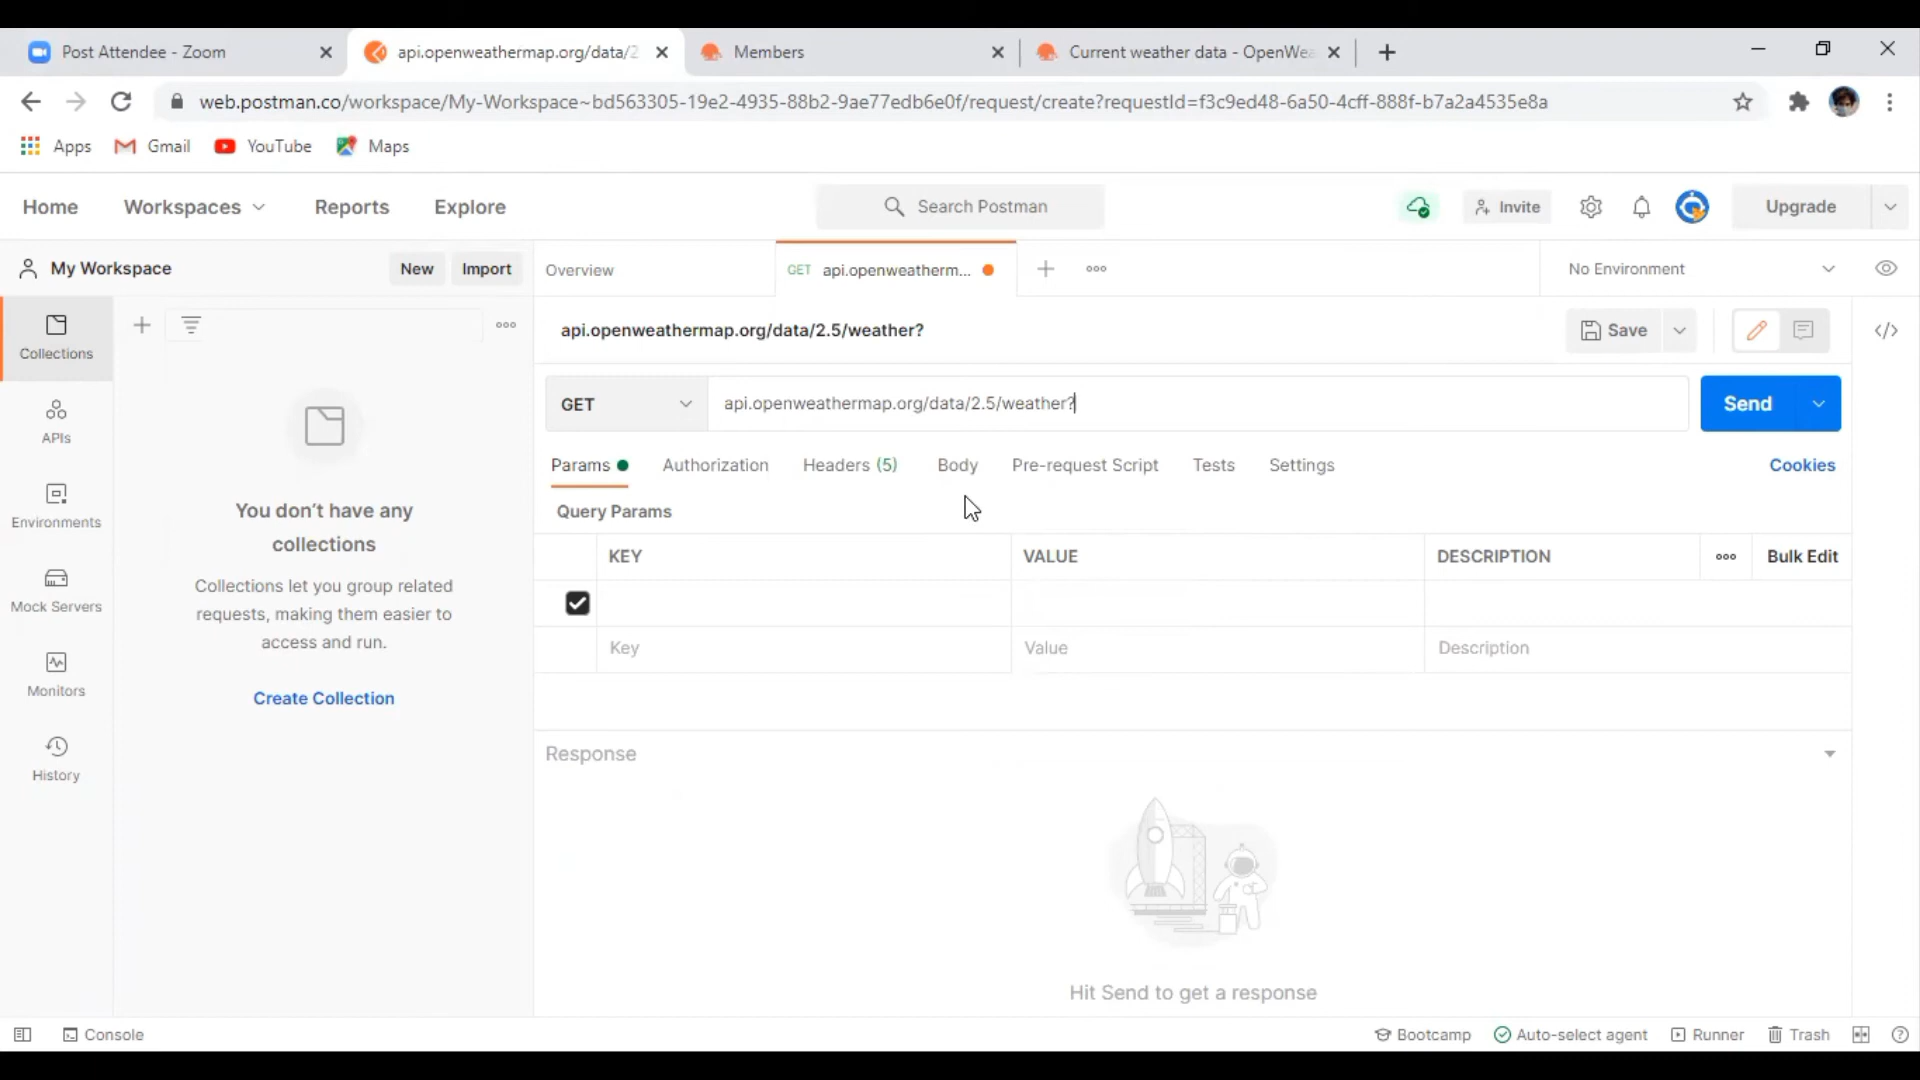 Post Attendee - Zoom
api.openweathermap.org/data/2
Members
Current weather data - OpenWea
web.postman.co/workspace/My-Workspace~bd563305-19e2-4935-88b2-9ae77edb6e0f/request/create?requestId=f3c9ed48-6a50-4cff-888f-b7a2a4535e8a
Apps
Gmail
YouTube
Maps
Home
Workspaces
Reports
Explore
Search Postman
Invite
Upgrade
My Workspace
New
Import
Overview
GET api.openweatherm...
No Environment
Collections
APIs
Environments
Mock Servers
Monitors
History
You don't have any
collections
Collections let you group related
requests, making them easier to
access and run.
Create Collection
api.openweathermap.org/data/2.5/weather?
Save
GET
api.openweathermap.org/data/2.5/weather?
Send
Params
Authorization
Headers (5)
Body
Pre-request Script
Tests
Settings
Cookies
Query Params
KEY
VALUE
DESCRIPTION
Bulk Edit
Key
Value
Description
Response
Hit Send to get a response
Console
Bootcamp
Auto-select agent
Runner
Trash